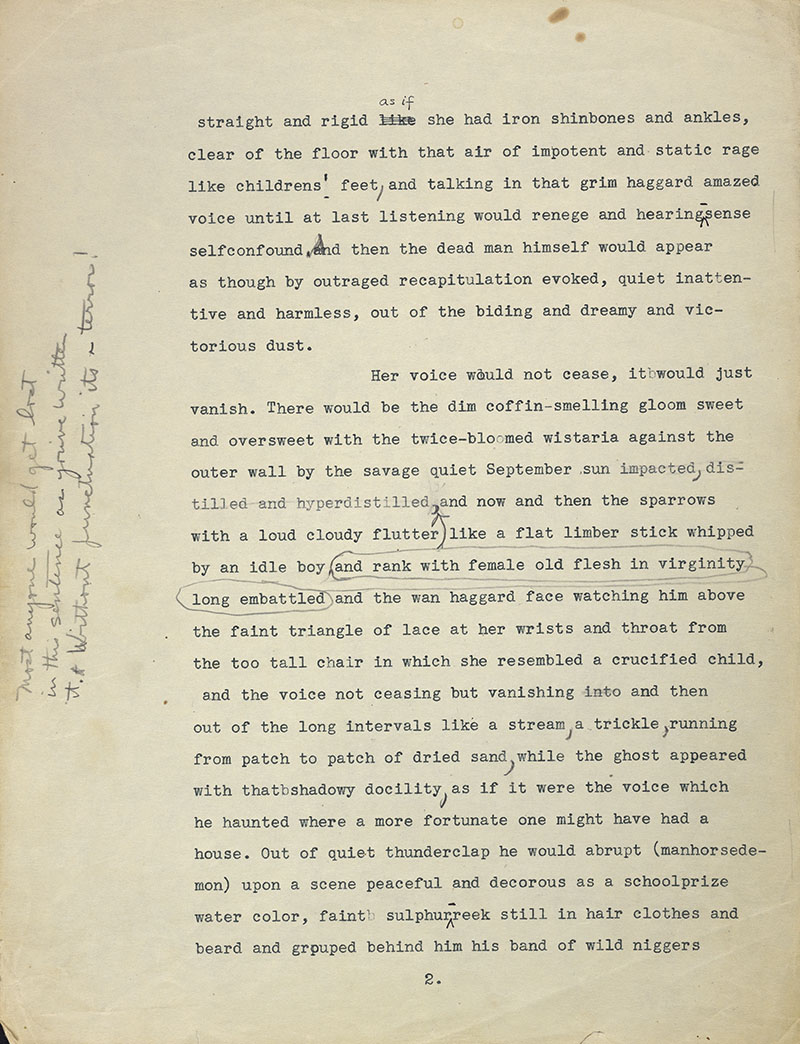 as if
straight and rigid like she had iron shinbones and ankles,
clear of the floor with that air of impotent and static rage
like childrens' feet, and talking in that grim haggard amazed
voice until at last listening would renege and hearing-sense
selfconfound. And then the dead man himself would appear
as though by outraged recapitulation evoked, quiet inatten-
tive and harmless, out of the biding and dreamy and vic-
torious dust.
Her voice would not cease, it would just
vanish. There would be the dim coffin-smelling gloom sweet
and oversweet with the twice-bloomed wistaria against the
outer wall by the savage quiet September sun impacted, dis-
tilled and hyperdistilled, and now and then the sparrows
with a loud cloudy flutter) like a flat limber stick whipped
by an idle boy, (and rank with female old flesh in virginity
long embattled) and the wan haggard face watching him above
the faint triangle of lace at her wrists and throat from
the too tall chair in which she resembled a crucified child,
and the voice not ceasing but vanishing into and then
out of the long intervals like a stream, a trickle, running
from patch to patch of dried sand, while the ghost appeared
with that shadowy docility, as if it were the voice which
he haunted where a more fortunate one might have had a
house. Out of quiet thunderclap he would abrupt (manhorsede-
mon) upon a scene peaceful and decorous as a schoolprize
water color, faint sulphur-reek still in hair clothes and
beard and grouped behind him his band of wild niggers
2.
Most anyone would get lost
in this sentence as you've written
it. & Without punctuation its a terror!